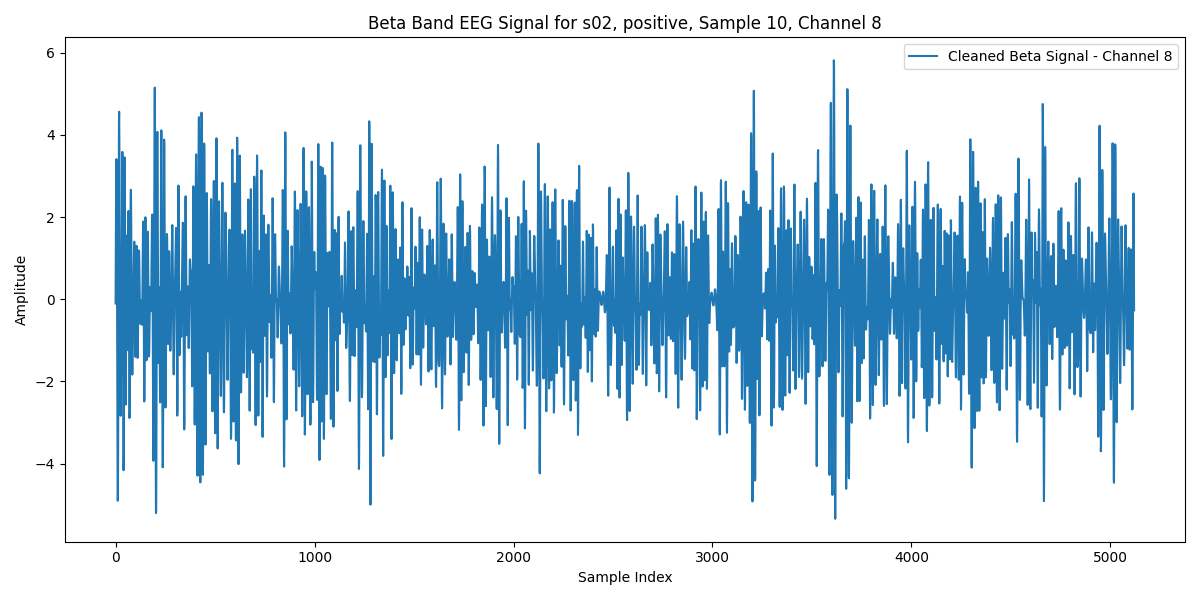 Beta Band EEG Signal for s02, positive, Sample 10, Channel 8
Cleaned Beta Signal - Channel 8
Amplitude
6
4
2
0
−2
−4
0 1000 2000 3000 4000 5000
Sample Index